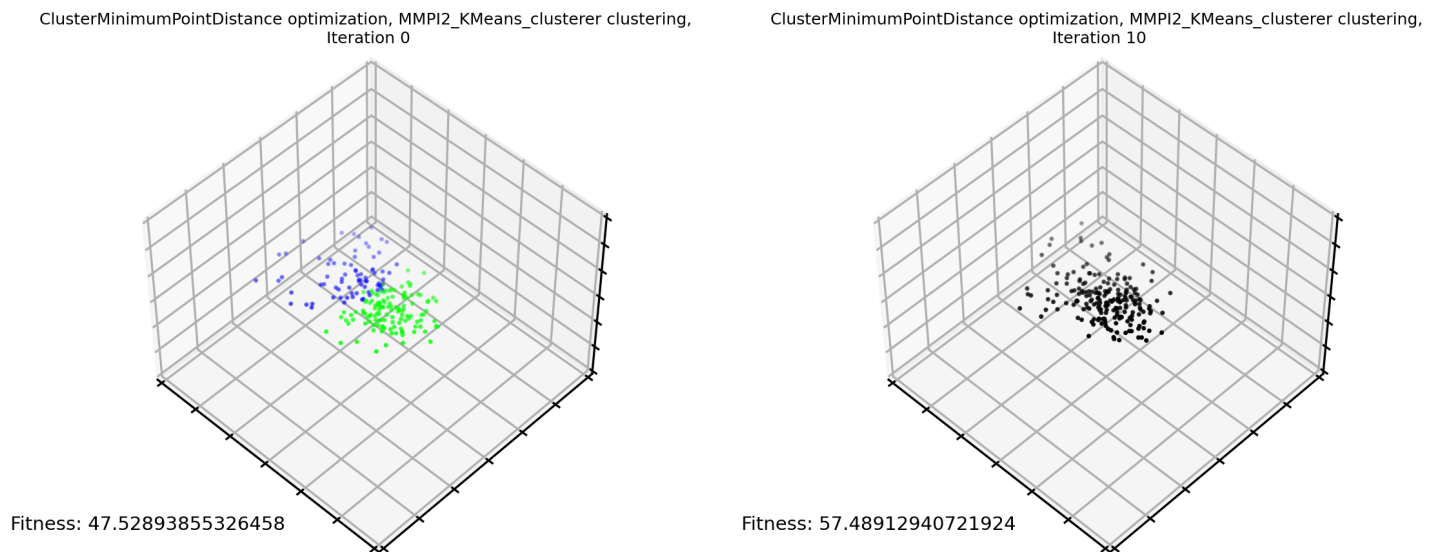 ClusterMinimumPointDistance optimization, MMPI2_KMeans_clusterer clustering,
Iteration 0
Fitness: 47.52893855326458
ClusterMinimumPointDistance optimization, MMPI2_KMeans_clusterer clustering,
Iteration 10
Fitness: 57.48912940721924